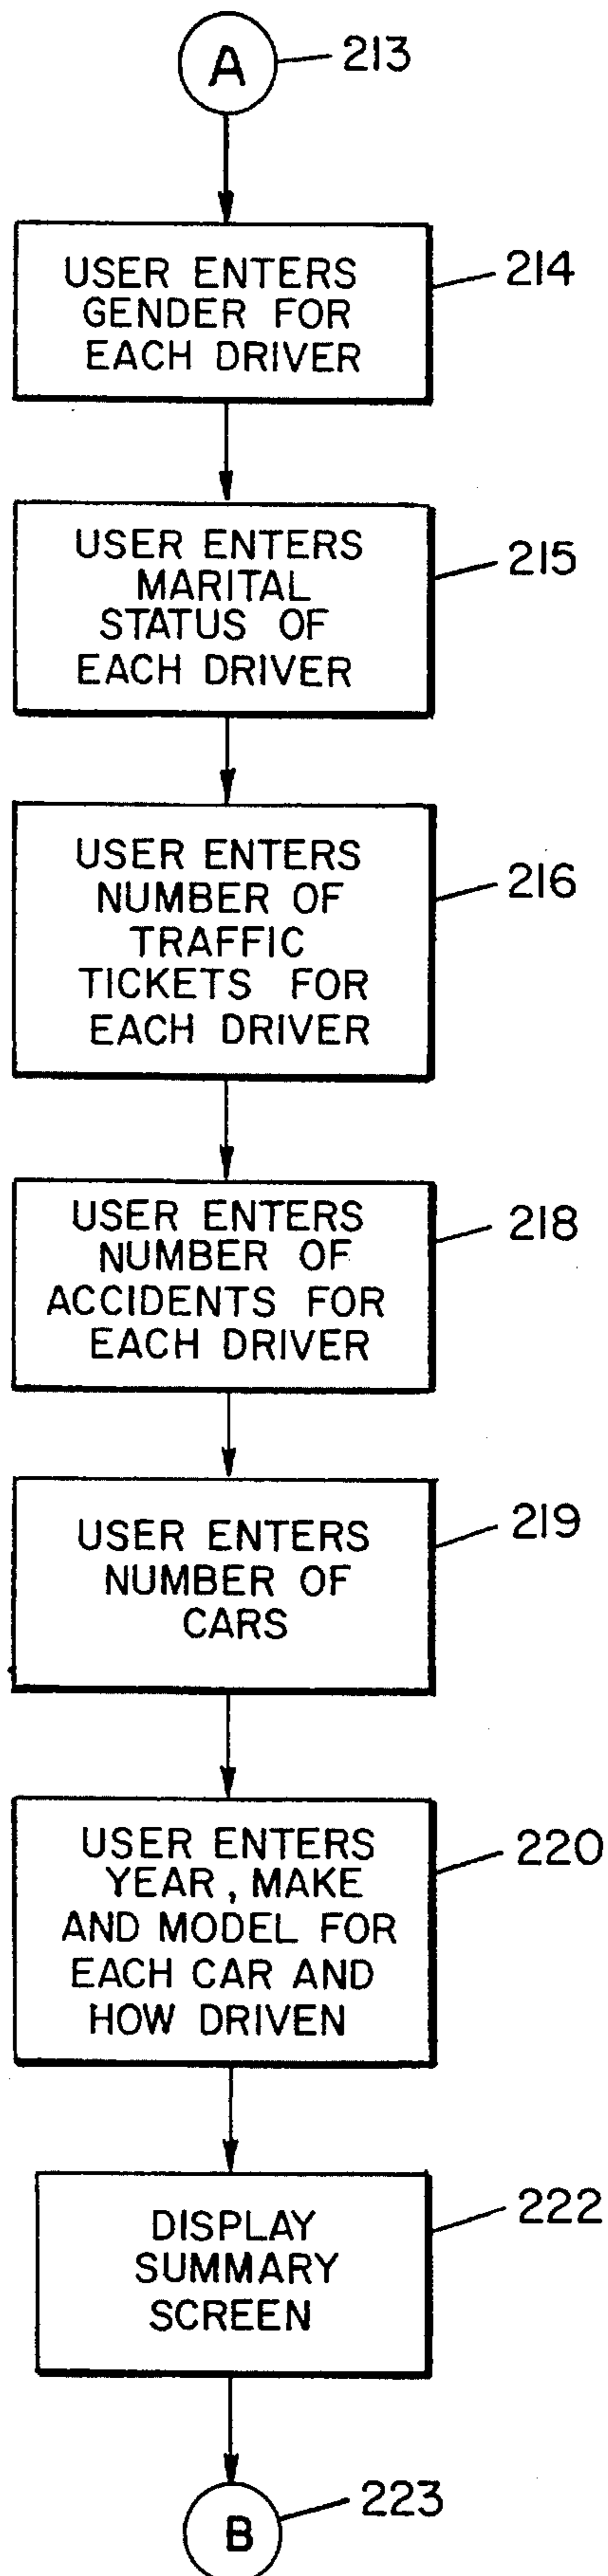 A
213
USER ENTERS
GENDER FOR
EACH DRIVER
214
USER ENTERS
MARITAL
STATUS OF
EACH DRIVER
215
USER ENTERS
NUMBER OF
TRAFFIC
TICKETS FOR
EACH DRIVER
216
USER ENTERS
NUMBER OF
ACCIDENTS FOR
EACH DRIVER
218
USER ENTERS
NUMBER OF
CARS
219
USER ENTERS
YEAR, MAKE
AND MODEL FOR
EACH CAR AND
HOW DRIVEN
220
DISPLAY
SUMMARY
SCREEN
222
B
223